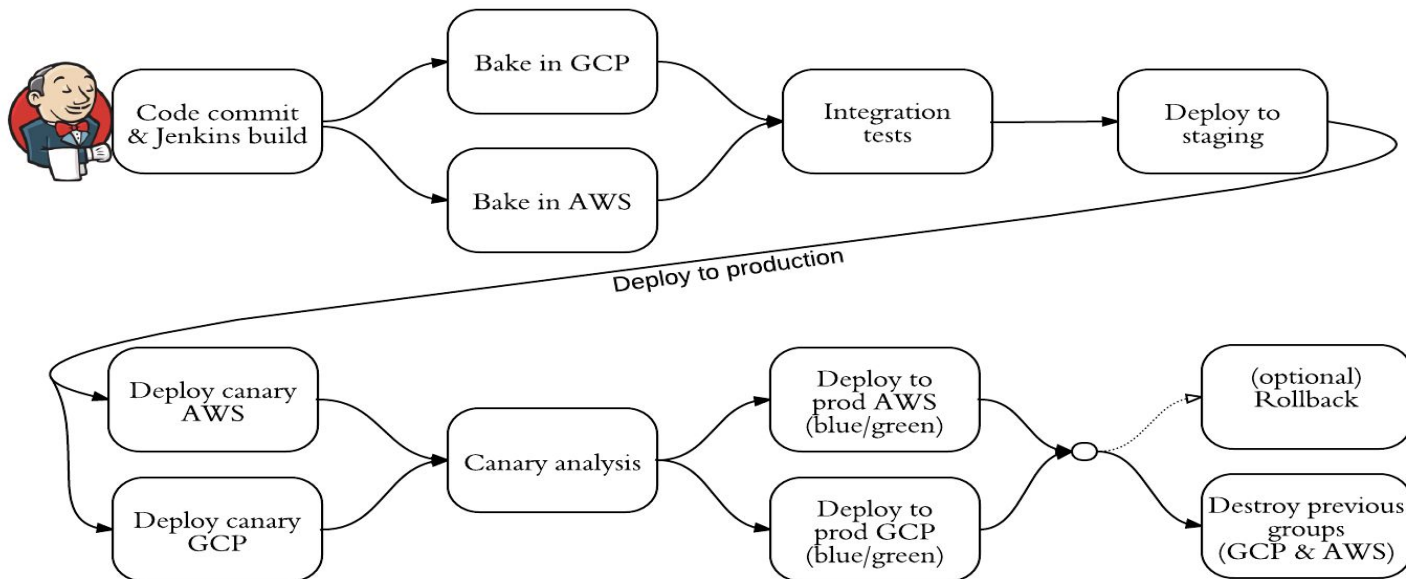 Code commit
& Jenkins build
Bake in GCP
Bake in AWS
Integration
tests
Deploy to
staging
Deploy to production
Deploy canary
AWS
Deploy canary
GCP
Canary analysis
Deploy to
prod AWS
(blue/green)
Deploy to
prod GCP
(blue/green)
(optional)
Rollback
Destroy previous
groups
(GCP & AWS)